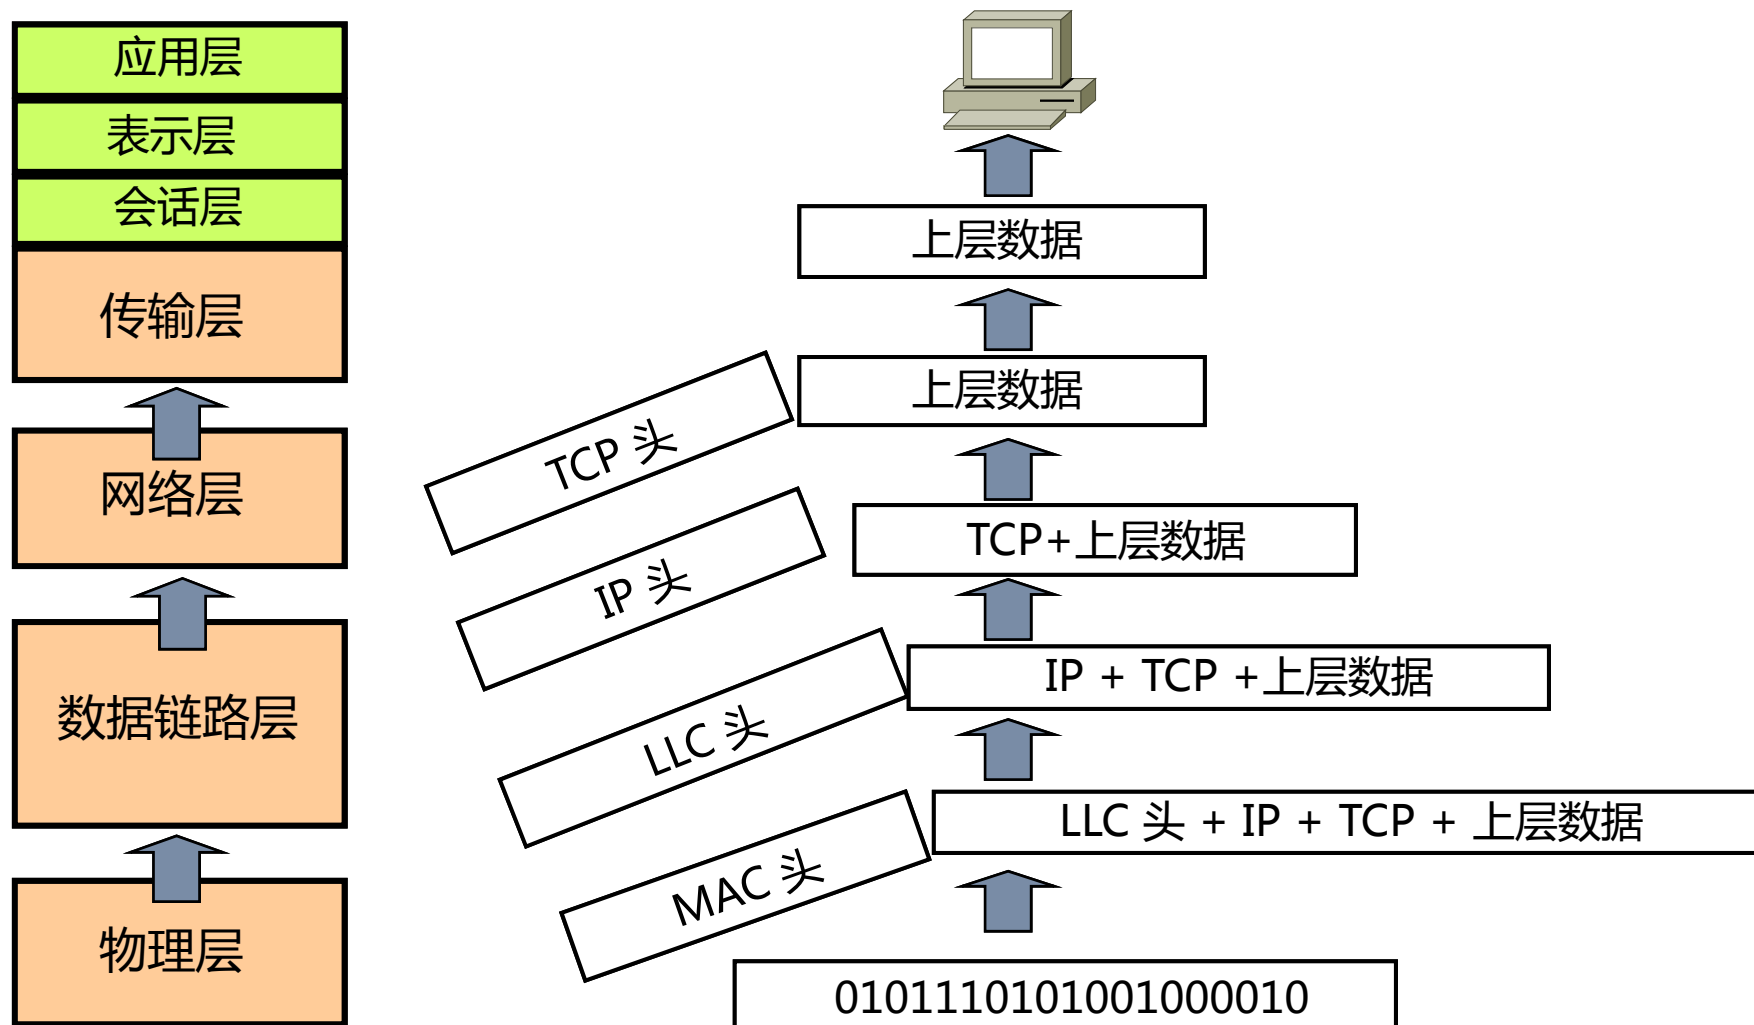 应用层
表示层
会话层
传输层
网络层
数据链路层
物理层
上层数据
上层数据
TCP 头
TCP+上层数据
IP 头
IP + TCP +上层数据
LLC 头
LLC 头 + IP + TCP + 上层数据
MAC 头
0101110101001000010